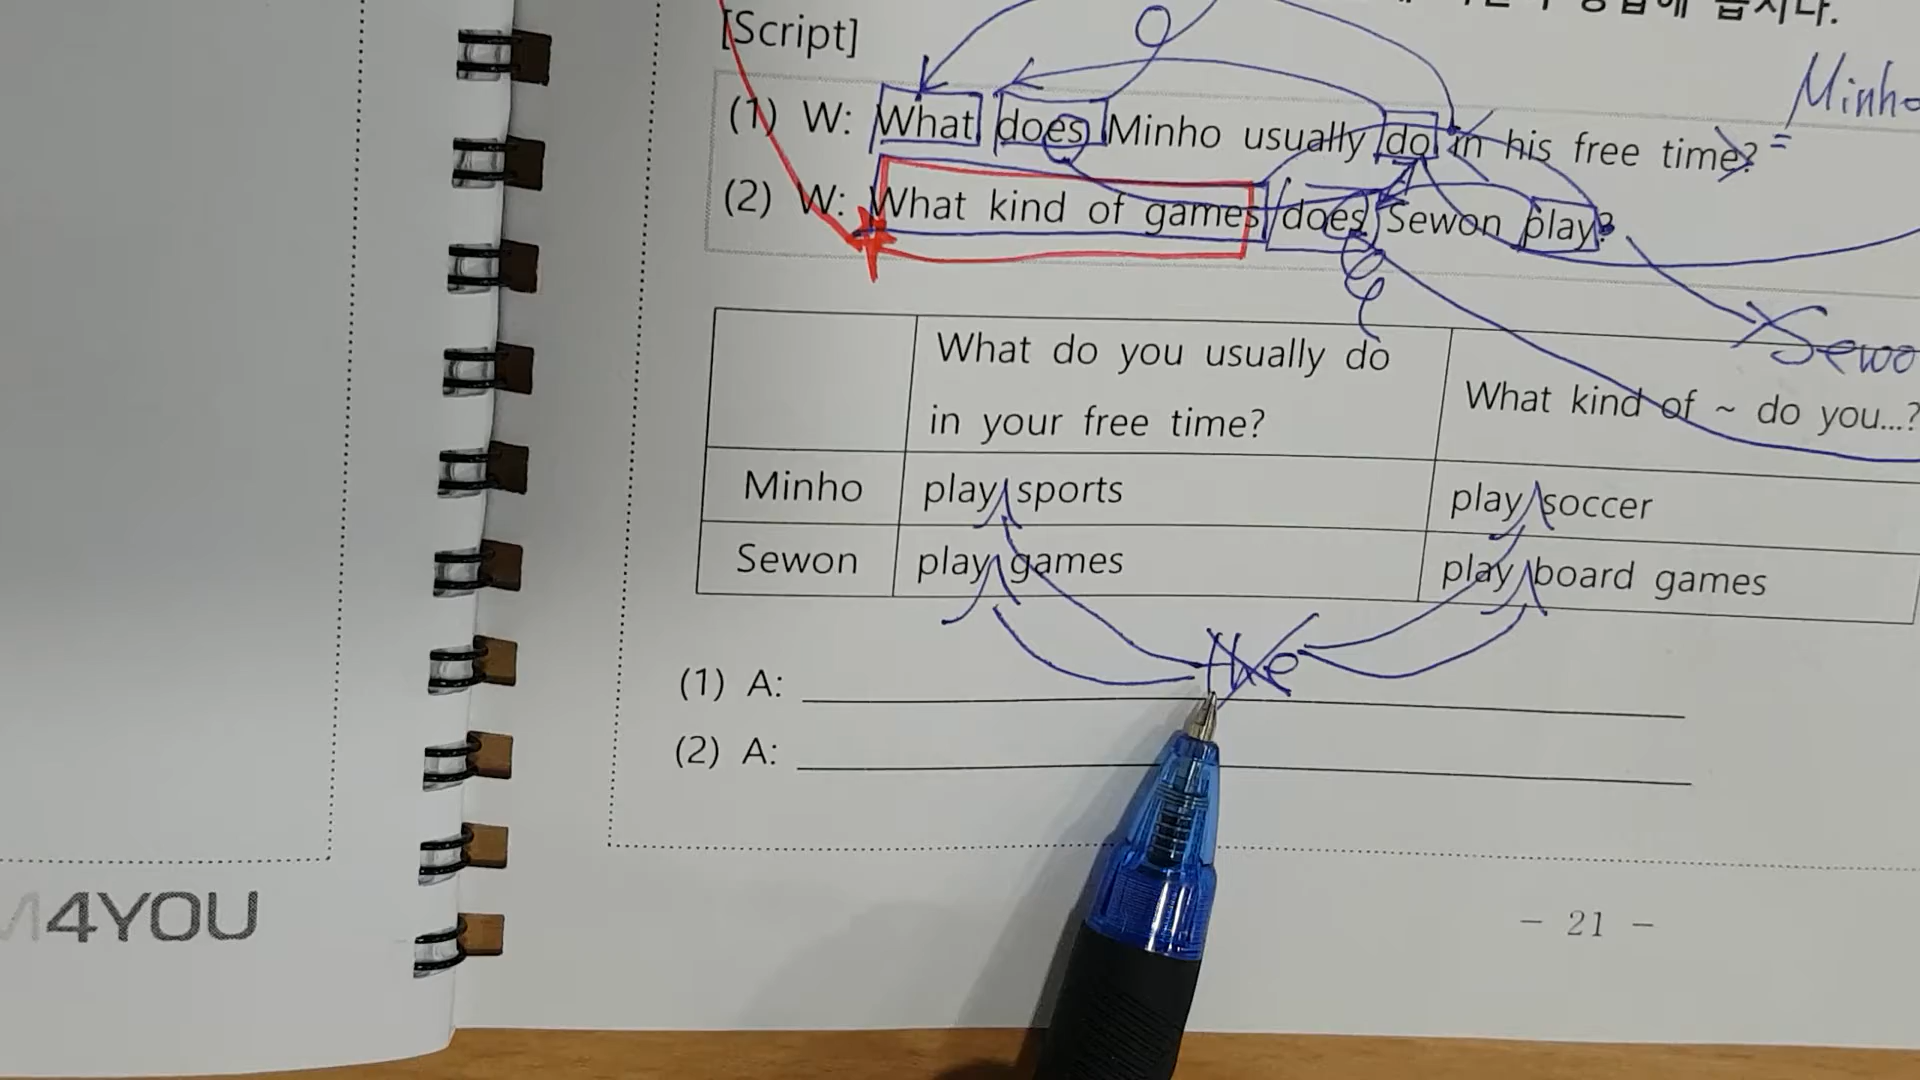 [Script]
(1) W: What does Minho usually do in his free time? = Minho
(2) W: What kind of games does Sewon play?
Sewo
What do you usually do
in your free time?
What kind of ~ do you...?
Minho play sports play soccer
Sewon play games play board games
the
(1) A:
(2) A:
4YOU
- 21 -